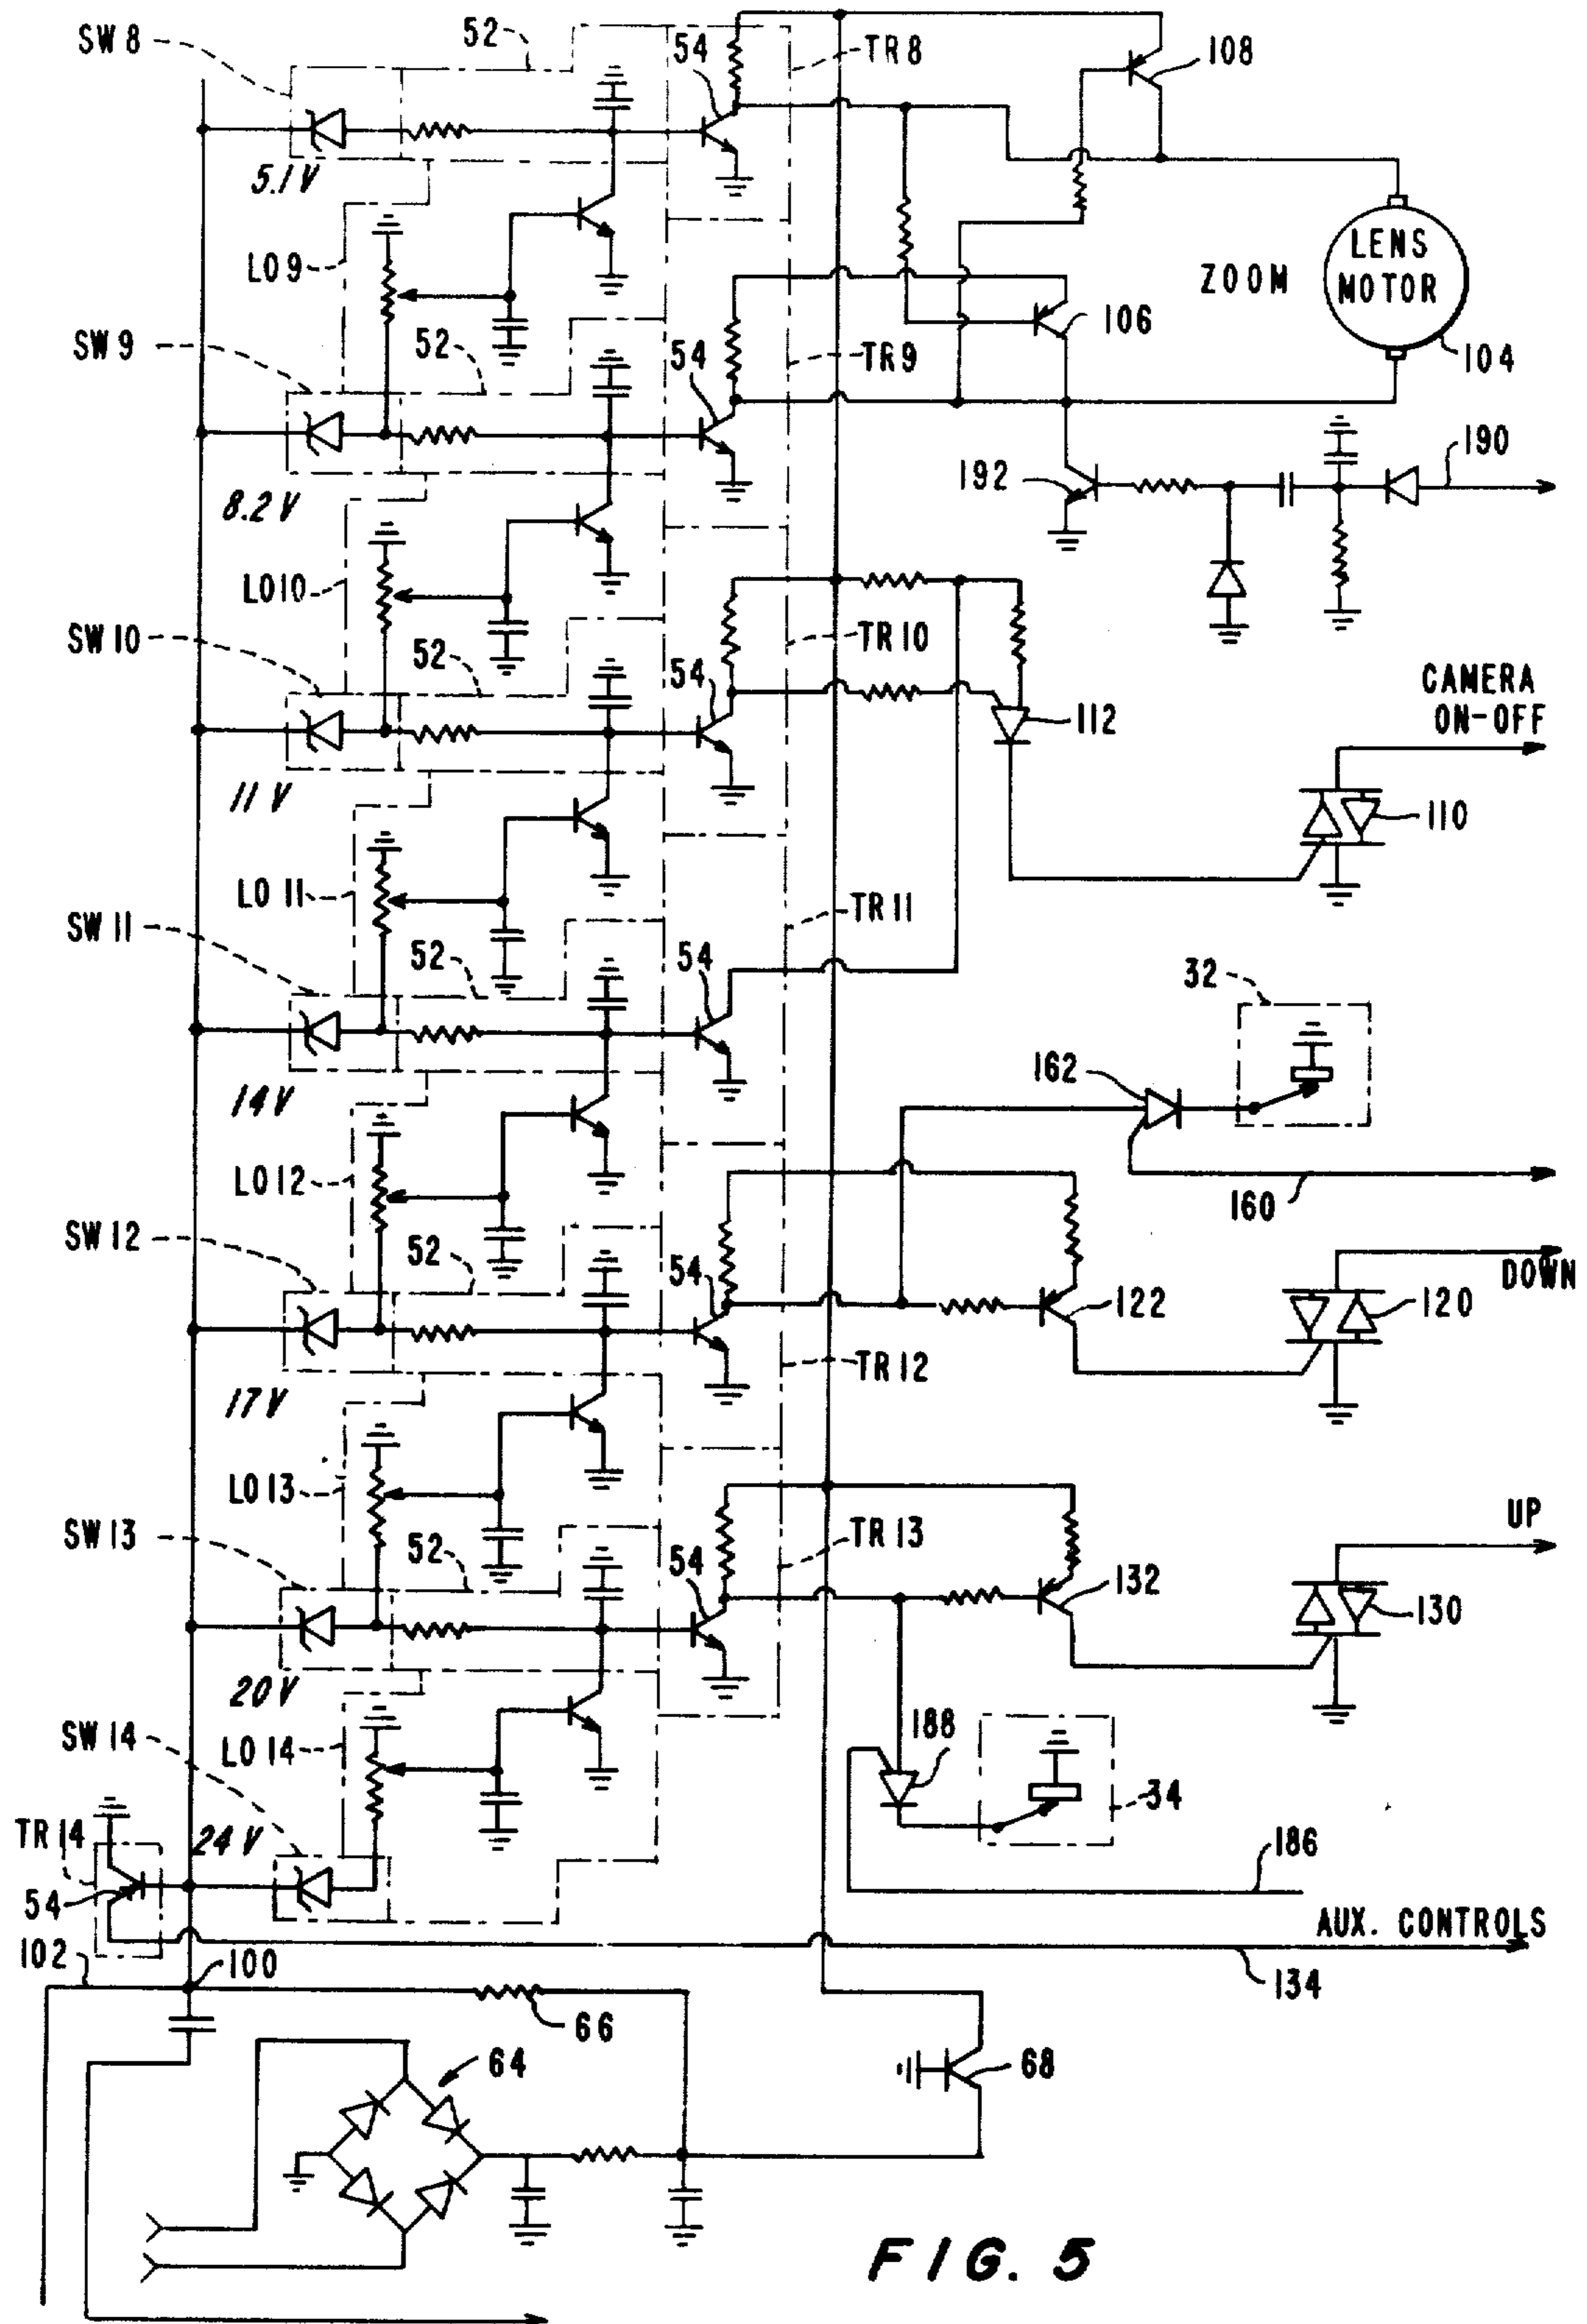 SW 8
52
54
TR 8
108
5.1 V
LO 9
ZOOM
LENS
MOTOR
104
SW 9
52
54
TR 9
106
8.2 V
192
190
LO 10
SW 10
52
54
TR 10
112
CAMERA
ON-OFF
110
11 V
LO 11
SW 11
52
54
TR 11
32
14 V
162
LO 12
160
SW 12
52
54
122
DOWN
120
17 V
TR 12
LO 13
SW 13
52
54
TR 13
132
UP
130
20 V
SW 14
LO 14
188
34
TR 14
24 V
54
186
AUX. CONTROLS
102
100
134
66
64
68
FIG. 5